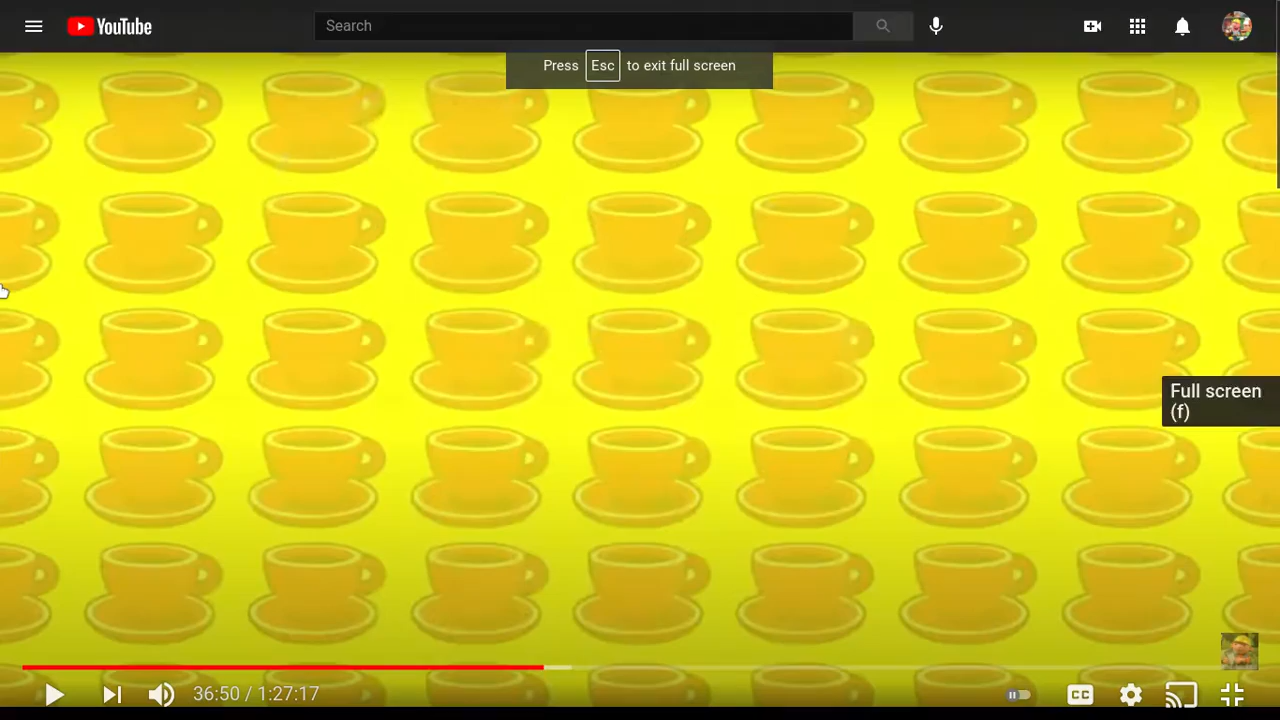 YouTube
Search
Press Esc to exit full screen
Full screen
(f)
36:50 / 1:27:17
CC